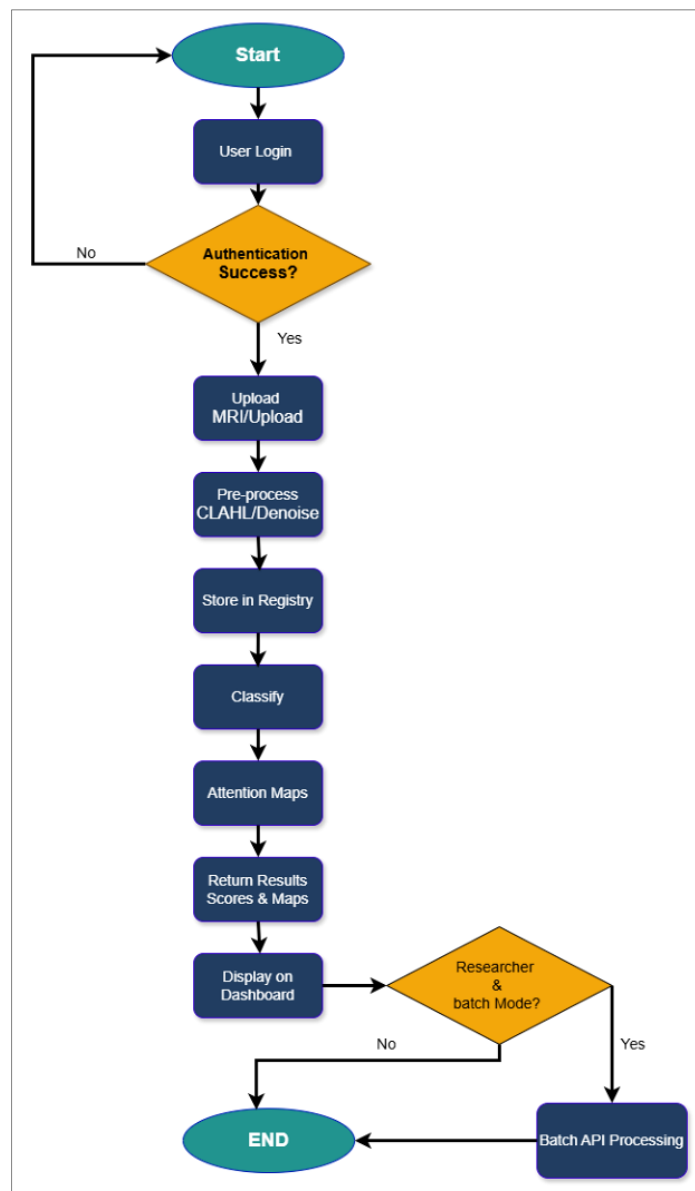 Start
User Login
Authentication
Success?
No
Yes
Upload
MRI/Upload
Pre-process
CLAHL/Denoise
Store in Registry
Classify
Attention Maps
Return Results
Scores & Maps
Display on
Dashboard
Researcher
&
batch Mode?
No
Yes
END
Batch API Processing